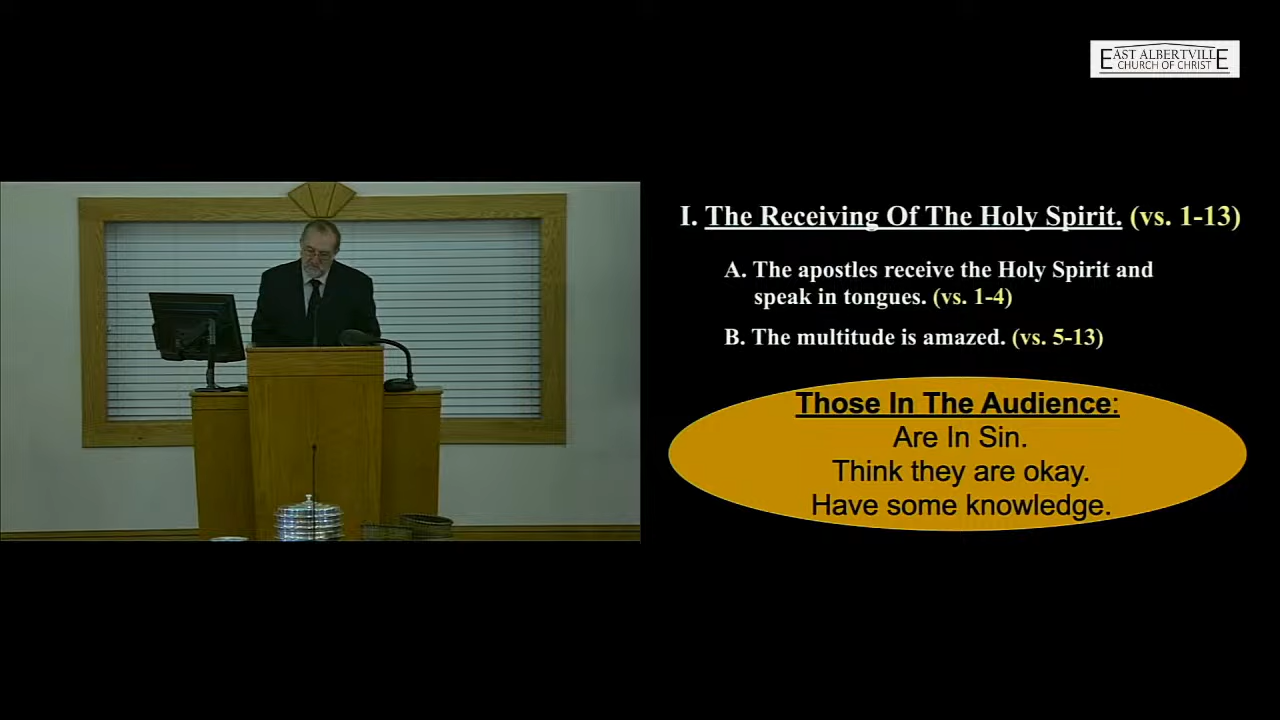 EAST ALBERTVILLE
CHURCH OF CHRIST
I. The Receiving Of The Holy Spirit. (vs. 1-13)
A. The apostles receive the Holy Spirit and
speak in tongues. (vs. 1-4)
B. The multitude is amazed. (vs. 5-13)
Those In The Audience:
Are In Sin.
Think they are okay.
Have some knowledge.